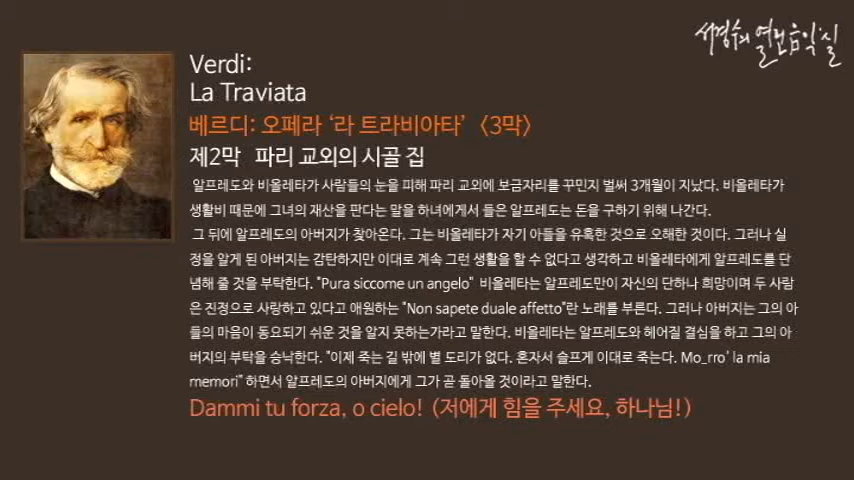 서경수의 열린음악실
Verdi:
La Traviata
베르디: 오페라 ‘라 트라비아타’ 〈3막〉
제2막 파리 교외의 시골 집
알프레도와 비올레타가 사람들의 눈을 피해 파리 교외에 보금자리를 꾸민지 벌써 3개월이 지났다. 비올레타가
생활비 때문에 그녀의 재산을 판다는 말을 하녀에게서 들은 알프레도는 돈을 구하기 위해 나간다.
그 뒤에 알프레도의 아버지가 찾아온다. 그는 비올레타가 자기 아들을 유혹한 것으로 오해한 것이다. 그러나 실
정을 알게 된 아버지는 감탄하지만 이대로 계속 그런 생활을 할 수 없다고 생각하고 비올레타에게 알프레도를 단
념해 줄 것을 부탁한다. "Pura siccome un angelo" 비올레타는 알프레도만이 자신의 단하나 희망이며 두 사람
은 진정으로 사랑하고 있다고 애원하는 "Non sapete duale affetto"란 노래를 부른다. 그러나 아버지는 그의 아
들의 마음이 동요되기 쉬운 것을 알지 못하는가라고 말한다. 비올레타는 알프레도와 헤어질 결심을 하고 그의 아
버지의 부탁을 승낙한다. "이제 죽는 길 밖에 별 도리가 없다. 혼자서 슬프게 이대로 죽는다. Mo_rro' la mia
memori" 하면서 알프레도의 아버지에게 그가 곧 돌아올 것이라고 말한다.
Dammi tu forza, o cielo! (저에게 힘을 주세요, 하나님!)